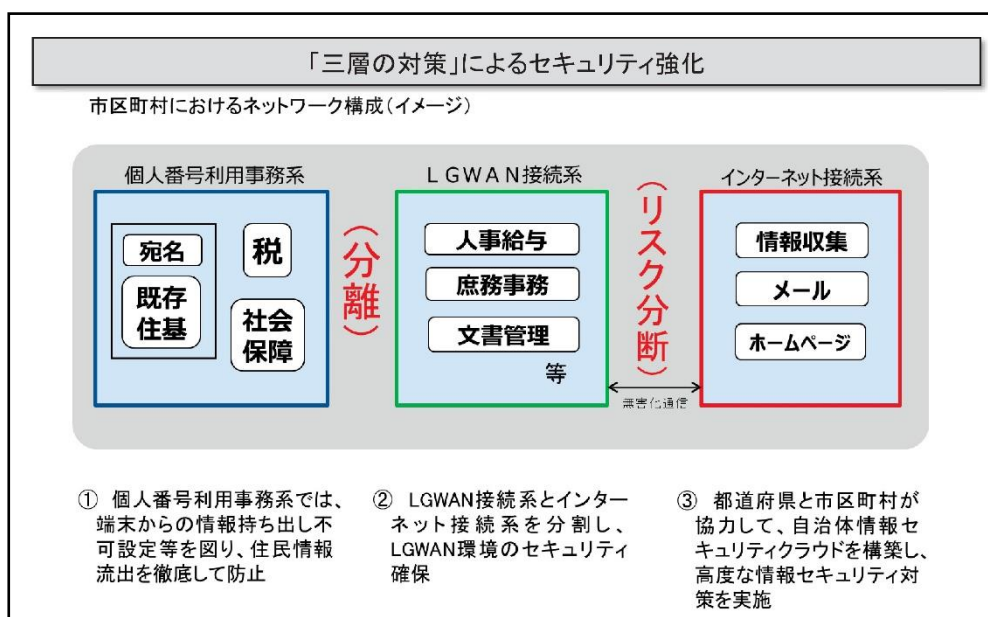 「三層の対策」によるセキュリティ強化
市区町村におけるネットワーク構成（イメージ）
個人番号利用事務系
宛名
既存
住基
税
社会
保障
（分離）
ＬＧＷＡＮ接続系
人事給与
庶務事務
文書管理
等
（リスク分断）
無害化通信
インターネット接続系
情報収集
メール
ホームページ
① 個人番号利用事務系では、
端末からの情報持ち出し不
可設定等を図り、住民情報
流出を徹底して防止
② LGWAN接続系とインター
ネット接続系を分割し、
LGWAN環境のセキュリティ
確保
③ 都道府県と市区町村が
協力して、自治体情報セ
キュリティクラウドを構築し、
高度な情報セキュリティ対
策を実施